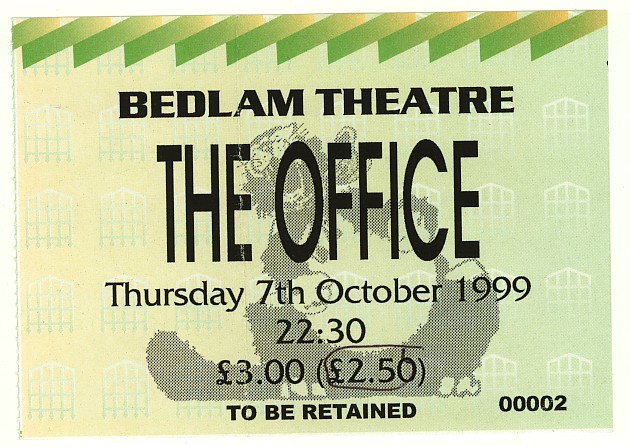 BEDLAM THEATRE
THE OFFICE
Thursday 7th October 1999
22:30
£3.00 (£2.50)
TO BE RETAINED
00002